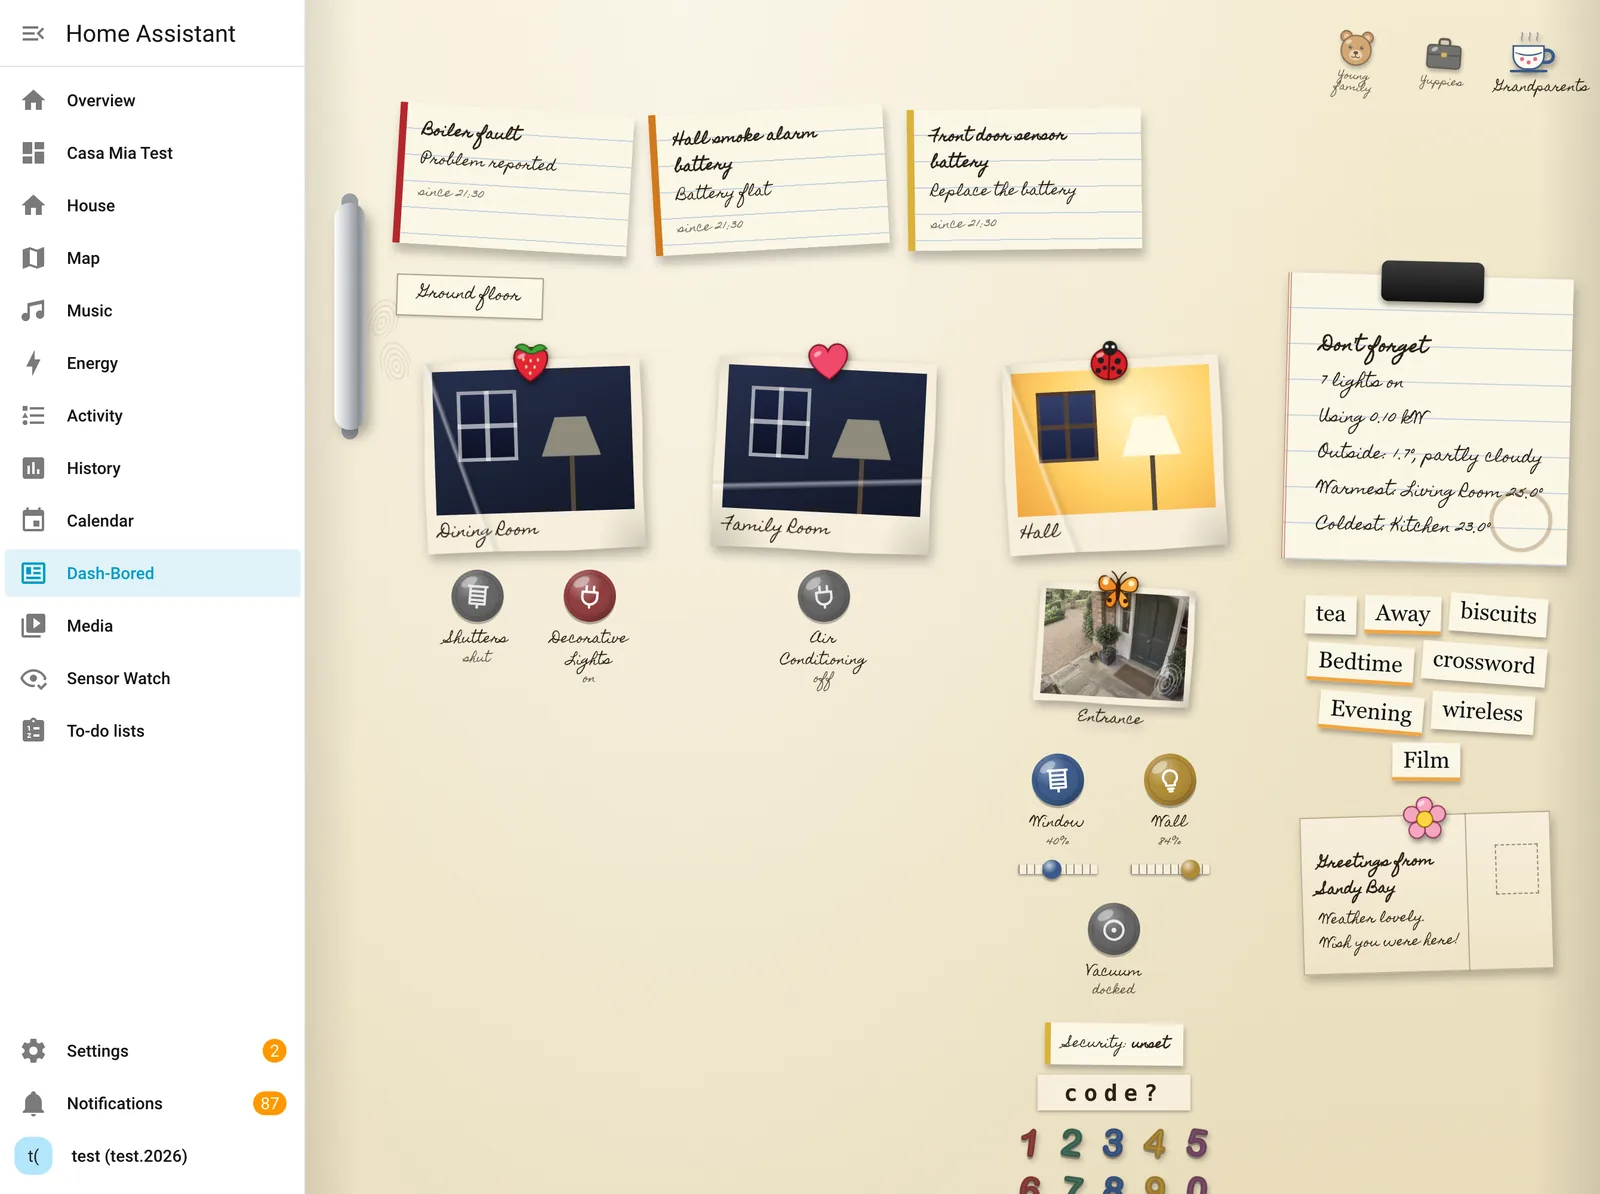 Home Assistant
Overview
Casa Mia Test
House
Map
Music
Energy
Activity
History
Calendar
Dash-Bored
Media
Sensor Watch
To-do lists
Settings
2
Notifications
87
t(
test (test.2026)
Young
family
Yuppies
Grandparents
Boiler fault
Problem reported
since 21:30
Hall smoke alarm
battery
Battery flat
since 21:30
Front door sensor
battery
Replace the battery
since 21:30
Ground floor
Dining Room
Shutters
shut
Decorative
Lights
on
Family Room
Air
Conditioning
off
Hall
Entrance
Window
40%
Wall
84%
Vacuum
docked
Security: unset
code?
1 2 3 4 5
6 7 8 9 0
Don't forget
7 lights on
Using 0.10 kW
Outside: 1.7°, partly cloudy
Warmest: Living Room 25.0°
Coldest: Kitchen 23.0°
tea Away biscuits
Bedtime crossword
Evening wireless
Film
Greetings from
Sandy Bay
Weather lovely.
Wish you were here!